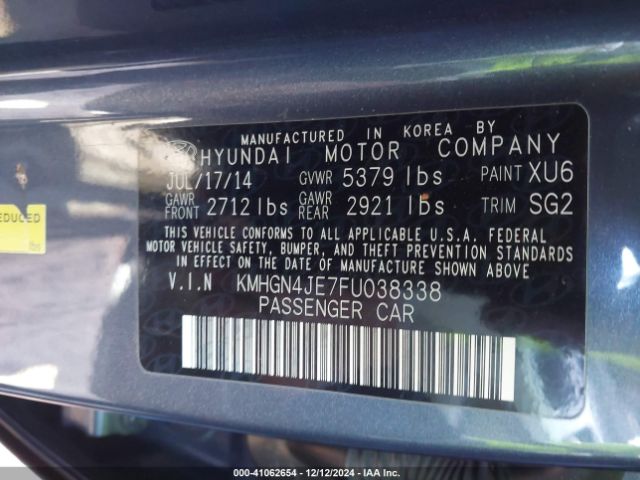 MANUFACTURED IN KOREA BY
HYUNDAI MOTOR COMPANY
JUL/17/14 GVWR 5379 lbs PAINT XU6
GAWR FRONT 2712 lbs GAWR REAR 2921 lbs TRIM SG2
THIS VEHICLE CONFORMS TO ALL APPLICABLE U.S.A. FEDERAL
MOTOR VEHICLE SAFETY, BUMPER, AND THEFT PREVENTION STANDARDS
IN EFFECT ON THE DATE OF MANUFACTURE SHOWN ABOVE.
V.I.N KMHGN4JE7FU038338
PASSENGER CAR
EDUCED
lbs
000-41062654 - 12/12/2024 - IAA Inc.